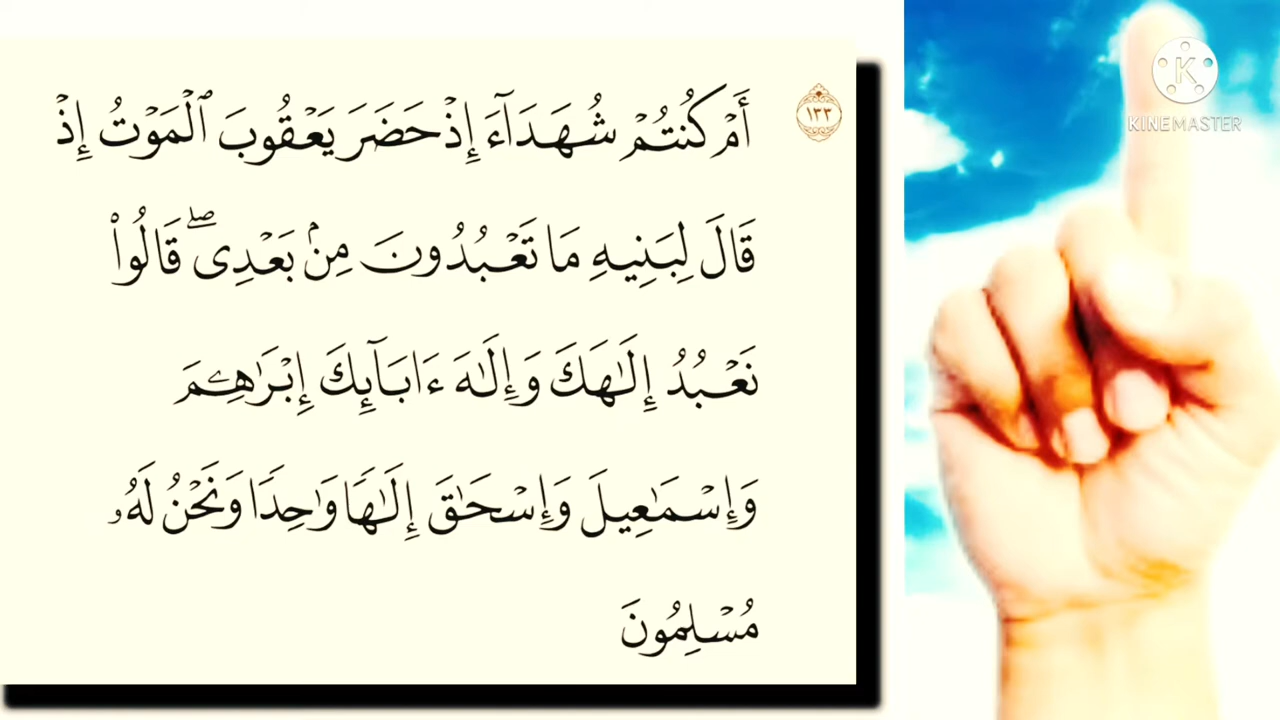 ١٣٣
أَمۡ كُنتُمۡ شُهَدَآءَ إِذۡ حَضَرَ يَعۡقُوبَ ٱلۡمَوۡتُ إِذۡ
قَالَ لِبَنِيهِ مَا تَعۡبُدُونَ مِنۢ بَعۡدِيۖ قَالُواْ
نَعۡبُدُ إِلَٰهَكَ وَإِلَٰهَ ءَابَآئِكَ إِبۡرَٰهِـۧمَ
وَإِسۡمَٰعِيلَ وَإِسۡحَٰقَ إِلَٰهٗا وَٰحِدٗا وَنَحۡنُ لَهُۥ
مُسۡلِمُونَ
K
KINEMASTER